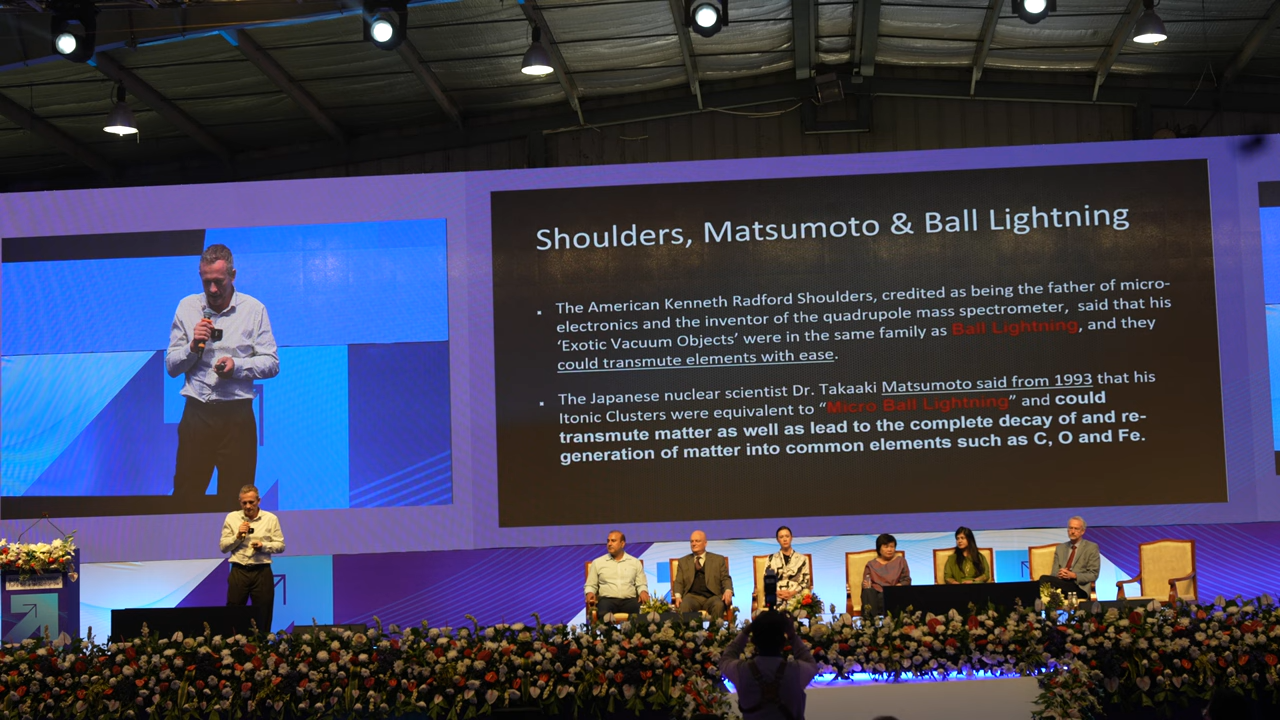 Shoulders, Matsumoto & Ball Lightning
▪ The American Kenneth Radford Shoulders, credited as being the father of micro-
electronics and the inventor of the quadrupole mass spectrometer, said that his
‘Exotic Vacuum Objects’ were in the same family as Ball Lightning, and they
could transmute elements with ease.
▪ The Japanese nuclear scientist Dr. Takaaki Matsumoto said from 1993 that his
Itonic Clusters were equivalent to “Micro Ball Lightning” and could
transmute matter as well as lead to the complete decay of and re-
generation of matter into common elements such as C, O and Fe.